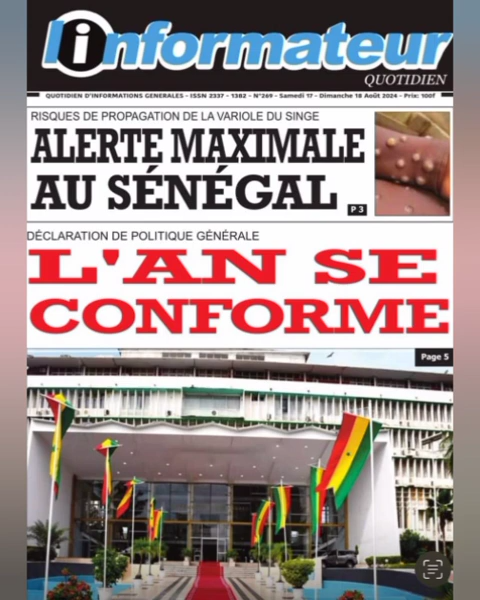 l'informateur
QUOTIDIEN
QUOTIDIEN D'INFORMATIONS GENERALES - ISSN 2337 - 1382 - N°269 - Samedi 17 - Dimanche 18 Août 2024 - Prix: 100f
RISQUES DE PROPAGATION DE LA VARIOLE DU SINGE
ALERTE MAXIMALE
AU SÉNÉGAL
P 3
DÉCLARATION DE POLITIQUE GÉNÉRALE
L'AN SE
CONFORME
Page 5